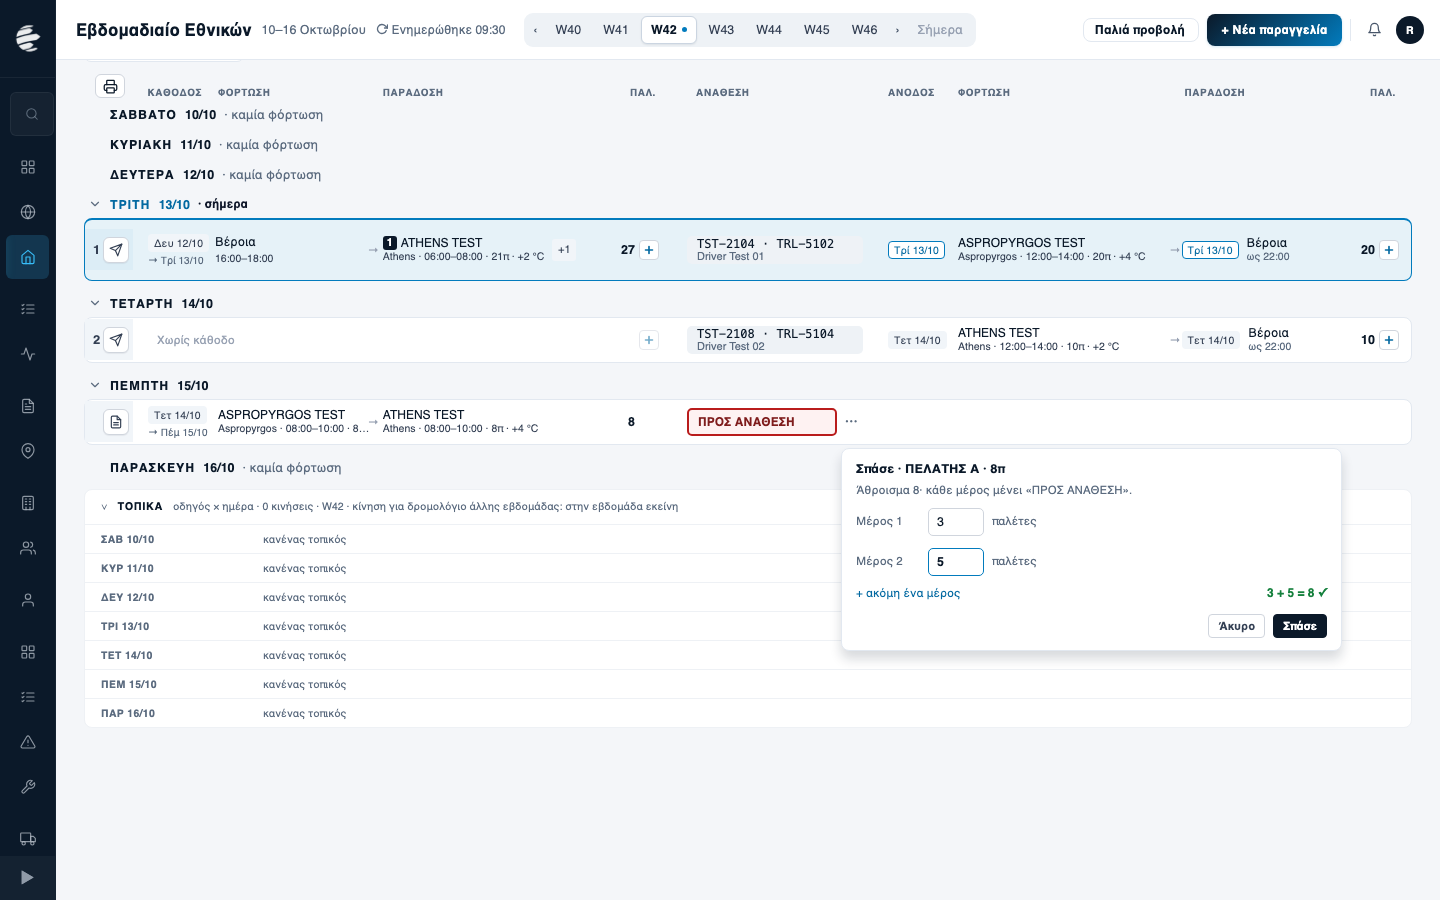 Εβδομαδιαίο Εθνικών 10–16 Οκτωβρίου Ενημερώθηκε 09:30 ‹ W40 W41 W42 W43 W44 W45 W46 › Σήμερα Παλιά προβολή + Νέα παραγγελία R
ΚΑΘΟΔΟΣ ΦΟΡΤΩΣΗ ΠΑΡΑΔΟΣΗ ΠΑΛ. ΑΝΑΘΕΣΗ ΑΝΟΔΟΣ ΦΟΡΤΩΣΗ ΠΑΡΑΔΟΣΗ ΠΑΛ.
ΣΑΒΒΑΤΟ 10/10 · καμία φόρτωση
ΚΥΡΙΑΚΗ 11/10 · καμία φόρτωση
ΔΕΥΤΕΡΑ 12/10 · καμία φόρτωση
ΤΡΙΤΗ 13/10 · σήμερα
1 Δευ 12/10 Βέροια → 1 ATHENS TEST +1 27 + TST–2104 · TRL–5102 Τρί 13/10 ASPROPYRGOS TEST → Τρί 13/10 Βέροια 20 +
→ Τρί 13/10 16:00–18:00 Athens · 06:00–08:00 · 21π · +2 °C Driver Test 01 Aspropyrgos · 12:00–14:00 · 20π · +4 °C ως 22:00
ΤΕΤΑΡΤΗ 14/10
2 Χωρίς κάθοδο + TST–2108 · TRL–5104 Τετ 14/10 ATHENS TEST → Τετ 14/10 Βέροια 10 +
Driver Test 02 Athens · 12:00–14:00 · 10π · +2 °C ως 22:00
ΠΕΜΠΤΗ 15/10
Τετ 14/10 ASPROPYRGOS TEST → ATHENS TEST 8 ΠΡΟΣ ΑΝΑΘΕΣΗ ···
→ Πέμ 15/10 Aspropyrgos · 08:00–10:00 · 8… Athens · 08:00–10:00 · 8π · +4 °C
ΠΑΡΑΣΚΕΥΗ 16/10 · καμία φόρτωση
Σπάσε · ΠΕΛΑΤΗΣ Α · 8π
Άθροισμα 8· κάθε μέρος μένει «ΠΡΟΣ ΑΝΑΘΕΣΗ».
Μέρος 1 3 παλέτες
Μέρος 2 5 παλέτες
+ ακόμη ένα μέρος 3 + 5 = 8 ✓
Άκυρο Σπάσε
ΤΟΠΙΚΑ οδηγός × ημέρα · 0 κινήσεις · W42 · κίνηση για δρομολόγιο άλλης εβδομάδας: στην εβδομάδα εκείνη
ΣΑΒ 10/10 κανένας τοπικός
ΚΥΡ 11/10 κανένας τοπικός
ΔΕΥ 12/10 κανένας τοπικός
ΤΡΙ 13/10 κανένας τοπικός
ΤΕΤ 14/10 κανένας τοπικός
ΠΕΜ 15/10 κανένας τοπικός
ΠΑΡ 16/10 κανένας τοπικός